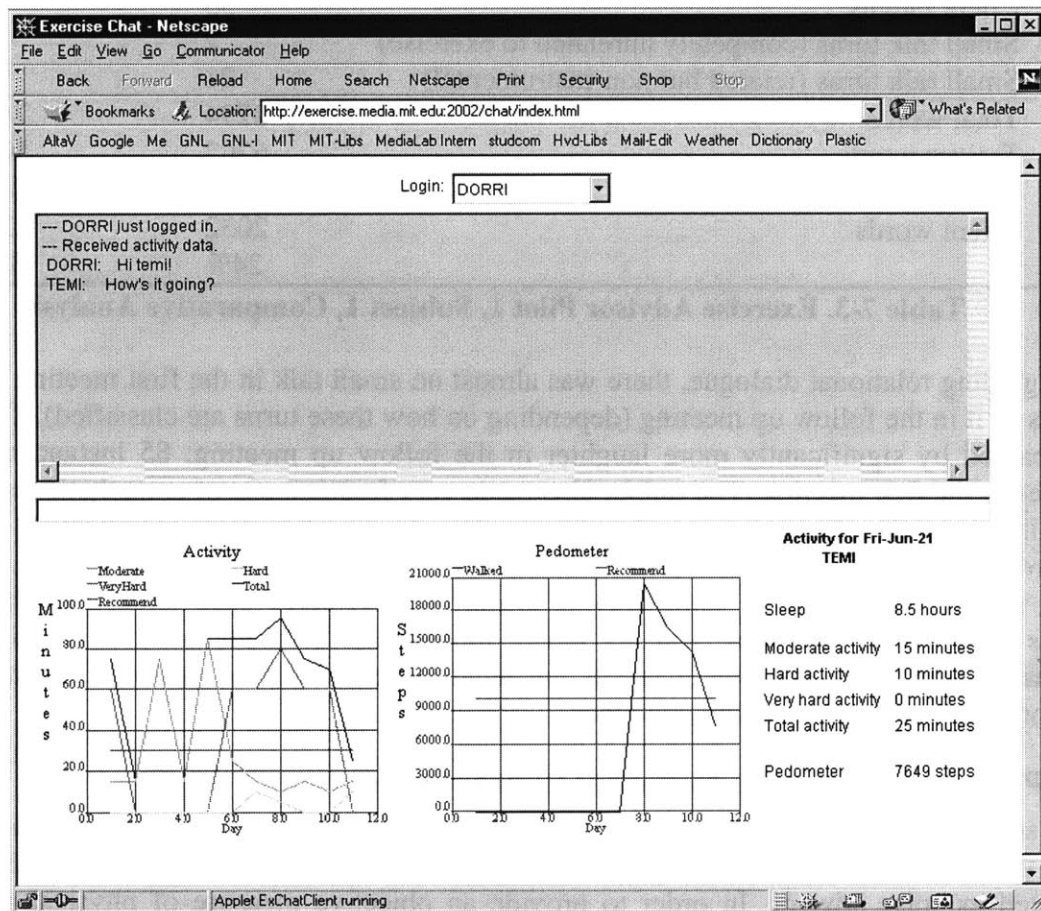 Exercise Chat - Netscape
File Edit View Go Communicator Help
Back Forward Reload Home Search Netscape Print Security Shop Stop
N
Bookmarks Location: http://exercise.media.mit.edu:2002/chat/index.html What's Related
AltaV Google Me GNL GNL-I MIT MIT-Libs MediaLab Intern studcom Hvd-Libs Mail-Edit Weather Dictionary Plastic
Login: DORRI
--- DORRI just logged in.
--- Received activity data.
DORRI: Hi temi!
TEMI: How's it going?
Activity
Moderate Hard
VeryHard Total
Recommend
Minutes
100.0
80.0
60.0
40.0
20.0
0.0
0.0 2.0 4.0 6.0 8.0 10.0 12.0
Day
Pedometer
Walked Recommend
Steps
21000.0
18000.0
15000.0
12000.0
9000.0
6000.0
3000.0
0.0
0.0 2.0 4.0 6.0 8.0 10.0 12.0
Day
Activity for Fri-Jun-21
TEMI
Sleep 8.5 hours
Moderate activity 15 minutes
Hard activity 10 minutes
Very hard activity 0 minutes
Total activity 25 minutes
Pedometer 7649 steps
Applet ExChatClient running